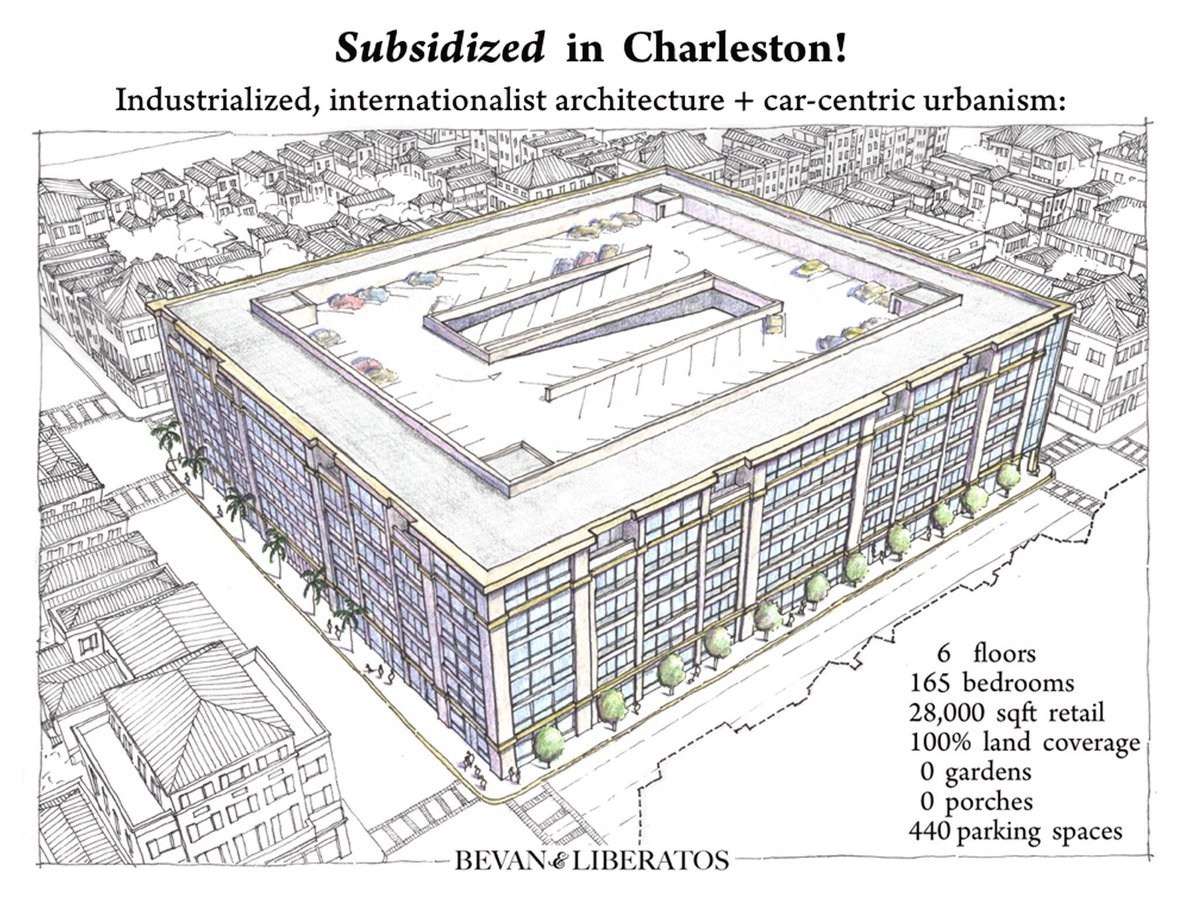 Subsidized in Charleston!
Industrialized, internationalist architecture + car-centric urbanism:
6 floors
165 bedrooms
28,000 sqft retail
100% land coverage
0 gardens
0 porches
440 parking spaces
BEVAN & LIBERATOS